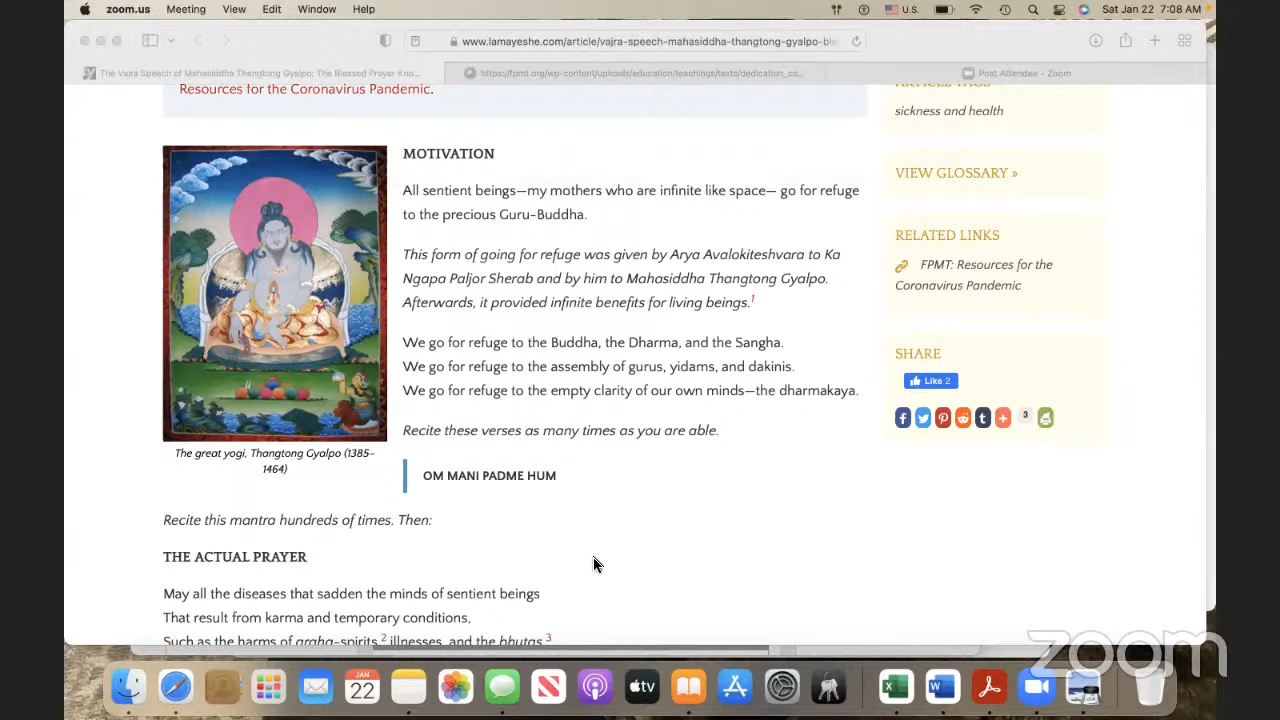 zoom.us Meeting View Edit Window Help U.S. Sat Jan 22 7:08 AM
www.lamayeshe.com/article/vajra-speech-mahasiddha-thangtong-gyalpo-ble
The Vajra Speech of Mahasiddha Thangtong Gyalpo: The Blessed Prayer Kno...
https://fpmt.org/wp-content/uploads/education/teachings/texts/dedication_co...
Post Attendee - Zoom
Resources for the Coronavirus Pandemic.
MOTIVATION
All sentient beings—my mothers who are infinite like space— go for refuge
to the precious Guru-Buddha.
This form of going for refuge was given by Arya Avalokiteshvara to Ka
Ngapa Paljor Sherab and by him to Mahasiddha Thangtong Gyalpo.
Afterwards, it provided infinite benefits for living beings.1
We go for refuge to the Buddha, the Dharma, and the Sangha.
We go for refuge to the assembly of gurus, yidams, and dakinis.
We go for refuge to the empty clarity of our own minds—the dharmakaya.
Recite these verses as many times as you are able.
The great yogi, Thangtong Gyalpo (1385–
1464)
OM MANI PADME HUM
Recite this mantra hundreds of times. Then:
THE ACTUAL PRAYER
May all the diseases that sadden the minds of sentient beings
That result from karma and temporary conditions,
Such as the harms of graha-spirits,2 illnesses, and the bhutas,3
ARTICLE TAGS
sickness and health
VIEW GLOSSARY »
RELATED LINKS
FPMT: Resources for the
Coronavirus Pandemic
SHARE
Like 2
3
JAN
22
tv
zoom